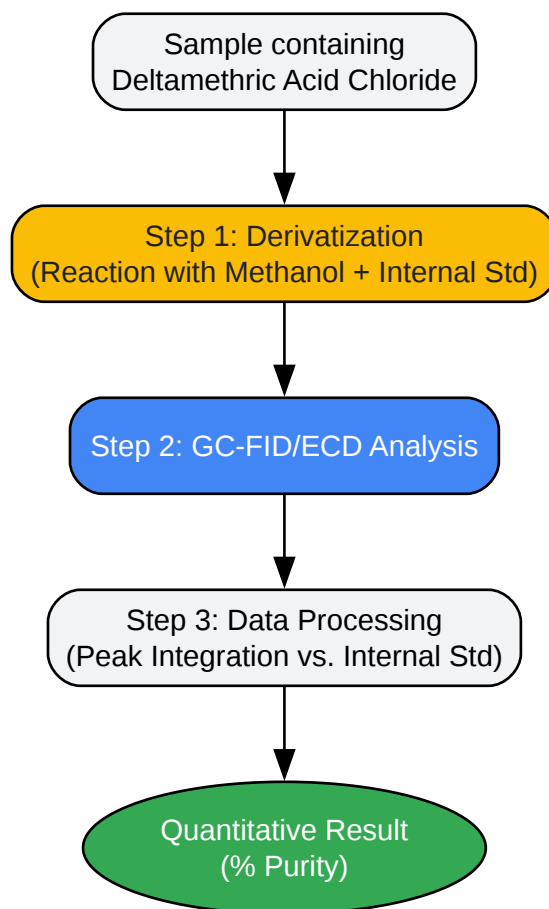 Sample containing
Deltamethric Acid Chloride
Step 1: Derivatization
(Reaction with Methanol + Internal Std)
Step 2: GC-FID/ECD Analysis
Step 3: Data Processing
(Peak Integration vs. Internal Std)
Quantitative Result
(% Purity)